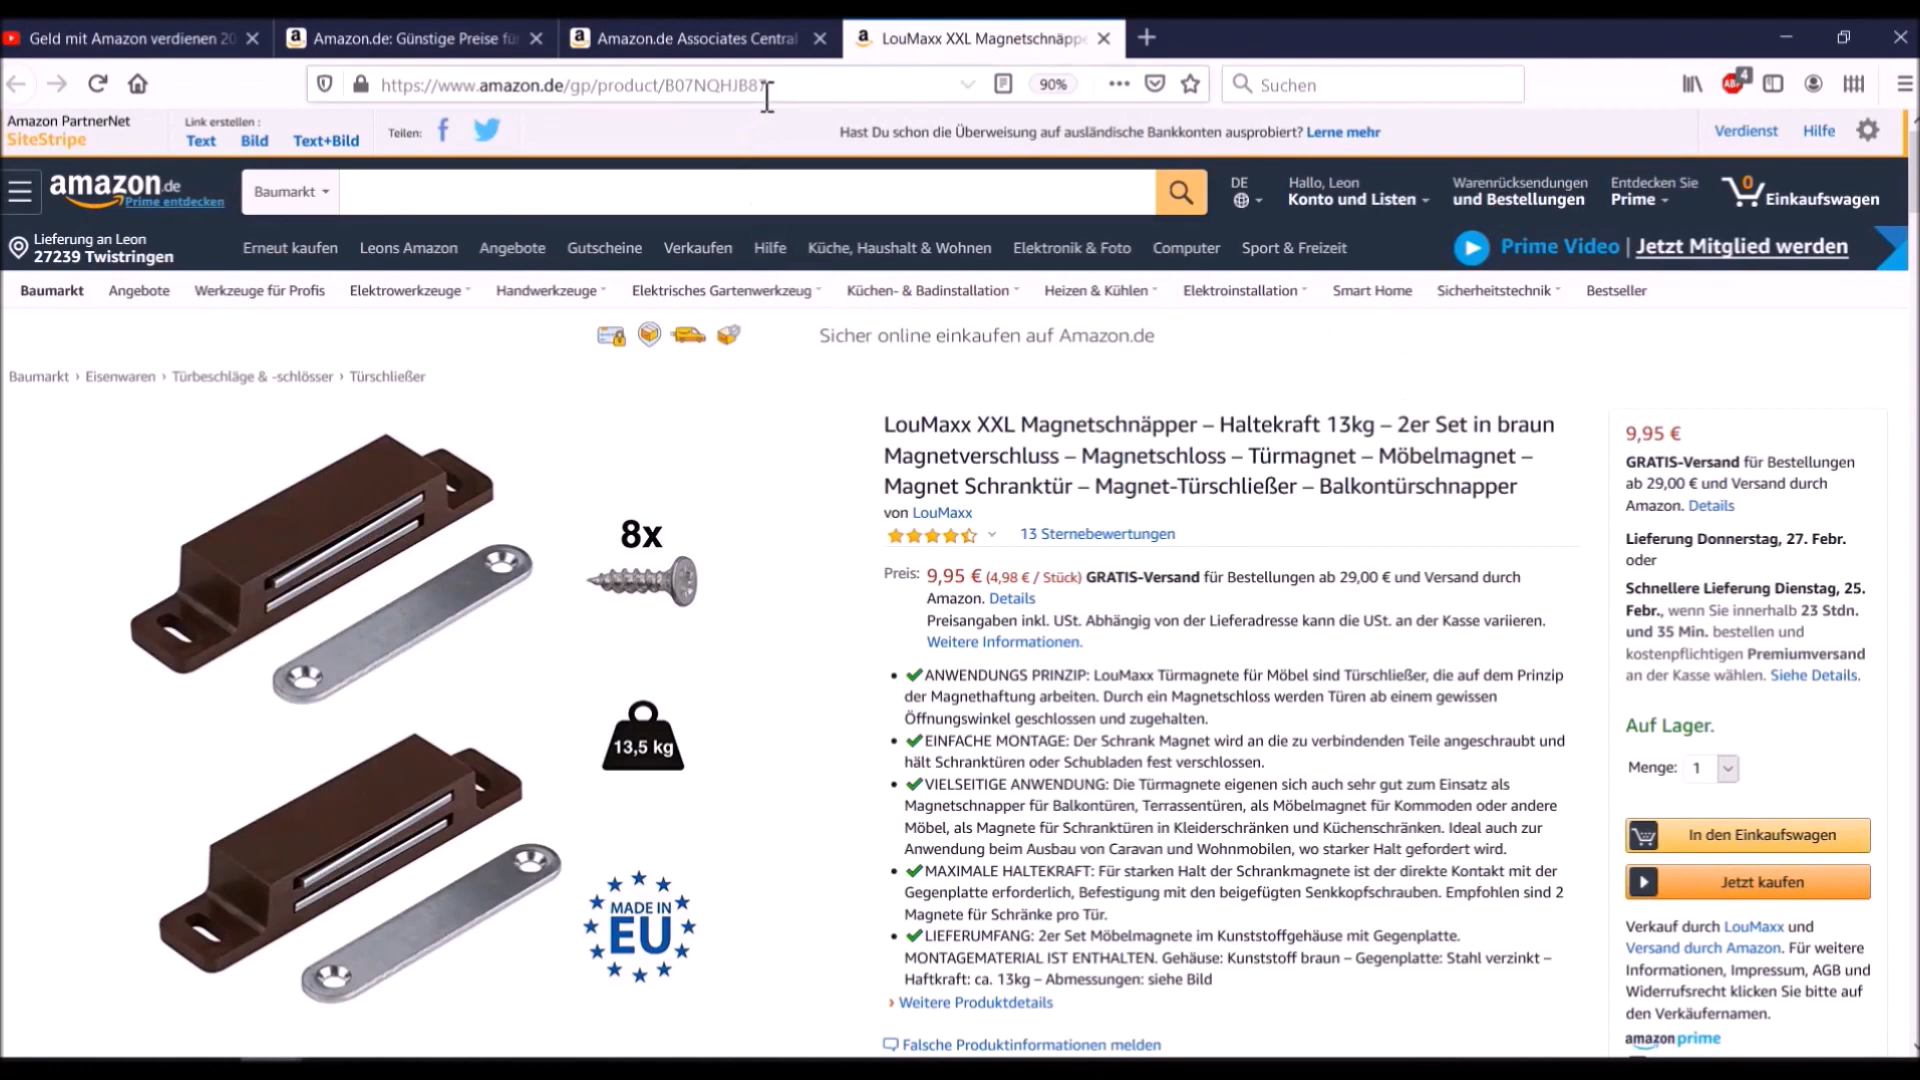 Geld mit Amazon verdienen 20
Amazon.de: Günstige Preise fü
Amazon.de Associates Central
LouMaxx XXL Magnetschnäppe
https://www.amazon.de/gp/product/B07NQHJB87
90%
Suchen
4
Amazon PartnerNet
SiteStripe
Link erstellen :
Text Bild Text+Bild
Teilen:
Hast Du schon die Überweisung auf ausländische Bankkonten ausprobiert? Lerne mehr
Verdienst Hilfe
amazon.de
Prime entdecken
Baumarkt
DE
Hallo, Leon
Konto und Listen
Warenrücksendungen
und Bestellungen
Entdecken Sie
Prime
0
Einkaufswagen
Lieferung an Leon
27239 Twistringen
Erneut kaufen Leons Amazon Angebote Gutscheine Verkaufen Hilfe Küche, Haushalt & Wohnen Elektronik & Foto Computer Sport & Freizeit
Prime Video | Jetzt Mitglied werden
Baumarkt Angebote Werkzeuge für Profis Elektrowerkzeuge Handwerkzeuge Elektrisches Gartenwerkzeug Küchen- & Badinstallation Heizen & Kühlen Elektroinstallation Smart Home Sicherheitstechnik Bestseller
Sicher online einkaufen auf Amazon.de
Baumarkt › Eisenwaren › Türbeschläge & -schlösser › Türschließer
8x
13,5 kg
MADE IN
EU
LouMaxx XXL Magnetschnäpper – Haltekraft 13kg – 2er Set in braun
Magnetverschluss – Magnetschloss – Türmagnet – Möbelmagnet –
Magnet Schranktür – Magnet-Türschließer – Balkontürschnapper
von LouMaxx
13 Sternebewertungen
Preis: 9,95 € (4,98 € / Stück) GRATIS-Versand für Bestellungen ab 29,00 € und Versand durch
Amazon. Details
Preisangaben inkl. USt. Abhängig von der Lieferadresse kann die USt. an der Kasse variieren.
Weitere Informationen.
• ✔ANWENDUNGS PRINZIP: LouMaxx Türmagnete für Möbel sind Türschließer, die auf dem Prinzip
der Magnethaftung arbeiten. Durch ein Magnetschloss werden Türen ab einem gewissen
Öffnungswinkel geschlossen und zugehalten.
• ✔EINFACHE MONTAGE: Der Schrank Magnet wird an die zu verbindenden Teile angeschraubt und
hält Schranktüren oder Schubladen fest verschlossen.
• ✔VIELSEITIGE ANWENDUNG: Die Türmagnete eigenen sich auch sehr gut zum Einsatz als
Magnetschnapper für Balkontüren, Terrassentüren, als Möbelmagnet für Kommoden oder andere
Möbel, als Magnete für Schranktüren in Kleiderschränken und Küchenschränken. Ideal auch zur
Anwendung beim Ausbau von Caravan und Wohnmobilen, wo starker Halt gefordert wird.
• ✔MAXIMALE HALTEKRAFT: Für starken Halt der Schrankmagnete ist der direkte Kontakt mit der
Gegenplatte erforderlich, Befestigung mit den beigefügten Senkkopfschrauben. Empfohlen sind 2
Magnete für Schränke pro Tür.
• ✔LIEFERUMFANG: 2er Set Möbelmagnete im Kunststoffgehäuse mit Gegenplatte.
MONTAGEMATERIAL IST ENTHALTEN. Gehäuse: Kunststoff braun – Gegenplatte: Stahl verzinkt –
Haftkraft: ca. 13kg – Abmessungen: siehe Bild
› Weitere Produktdetails
Falsche Produktinformationen melden
9,95 €
GRATIS-Versand für Bestellungen
ab 29,00 € und Versand durch
Amazon. Details
Lieferung Donnerstag, 27. Febr.
oder
Schnellere Lieferung Dienstag, 25.
Febr., wenn Sie innerhalb 23 Stdn.
und 35 Min. bestellen und
kostenpflichtigen Premiumversand
an der Kasse wählen. Siehe Details.
Auf Lager.
Menge: 1
In den Einkaufswagen
Jetzt kaufen
Verkauf durch LouMaxx und
Versand durch Amazon. Für weitere
Informationen, Impressum, AGB und
Widerrufsrecht klicken Sie bitte auf
den Verkäufernamen.
amazon prime